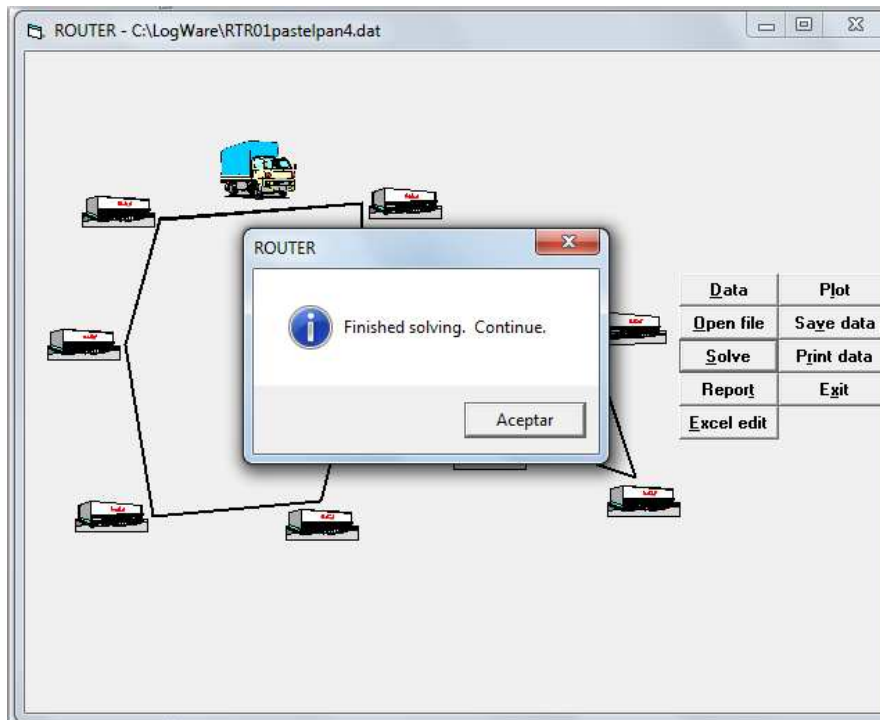 ROUTER - C:\LogWare\RTR01pastelpan4.dat
ROUTER
Finished solving. Continue.
Aceptar
Data Plot
Open file Save data
Solve Print data
Report Exit
Excel edit